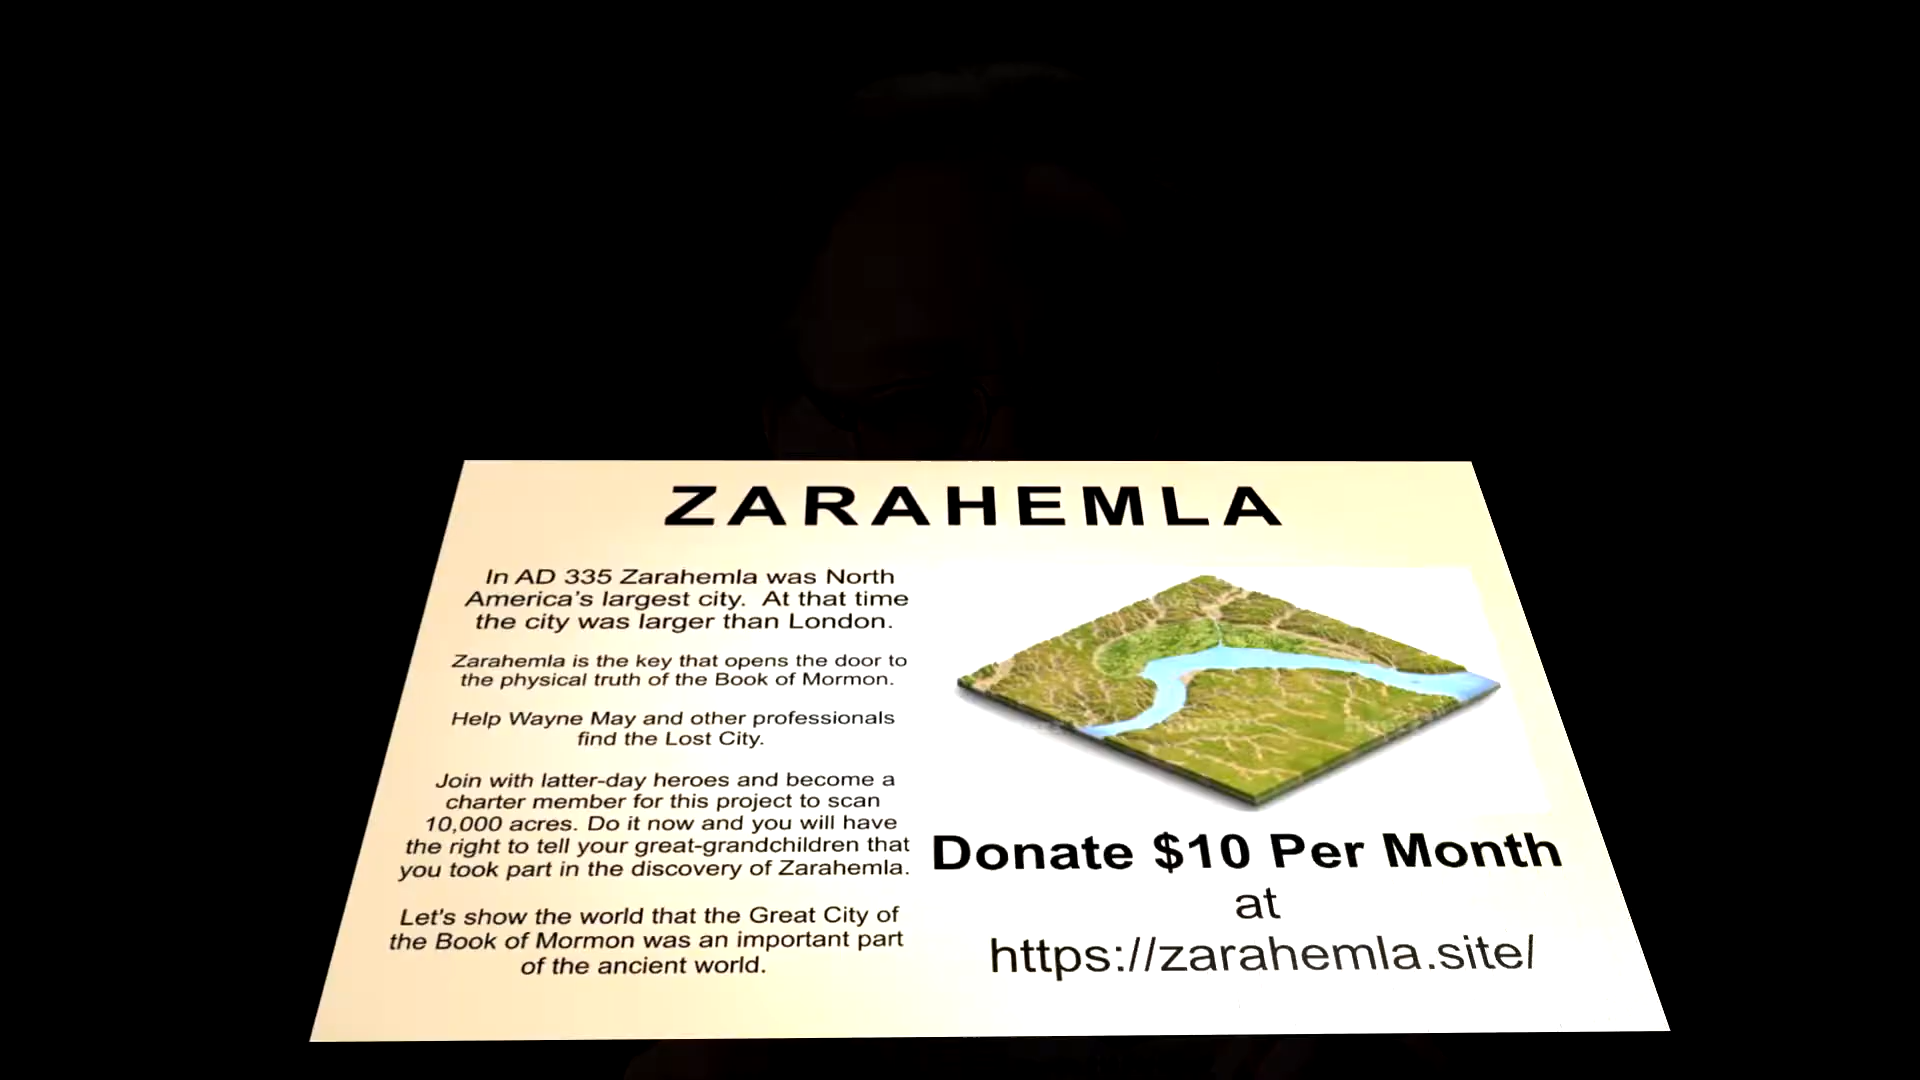 ZARAHEMLA
In AD 335 Zarahemla was North
America's largest city.  At that time
the city was larger than London.
Zarahemla is the key that opens the door to
the physical truth of the Book of Mormon.
Help Wayne May and other professionals
find the Lost City.
Join with latter-day heroes and become a
charter member for this project to scan
10,000 acres. Do it now and you will have
the right to tell your great-grandchildren that
you took part in the discovery of Zarahemla.
Let's show the world that the Great City of
the Book of Mormon was an important part
of the ancient world.
Donate $10 Per Month
at
https://zarahemla.site/